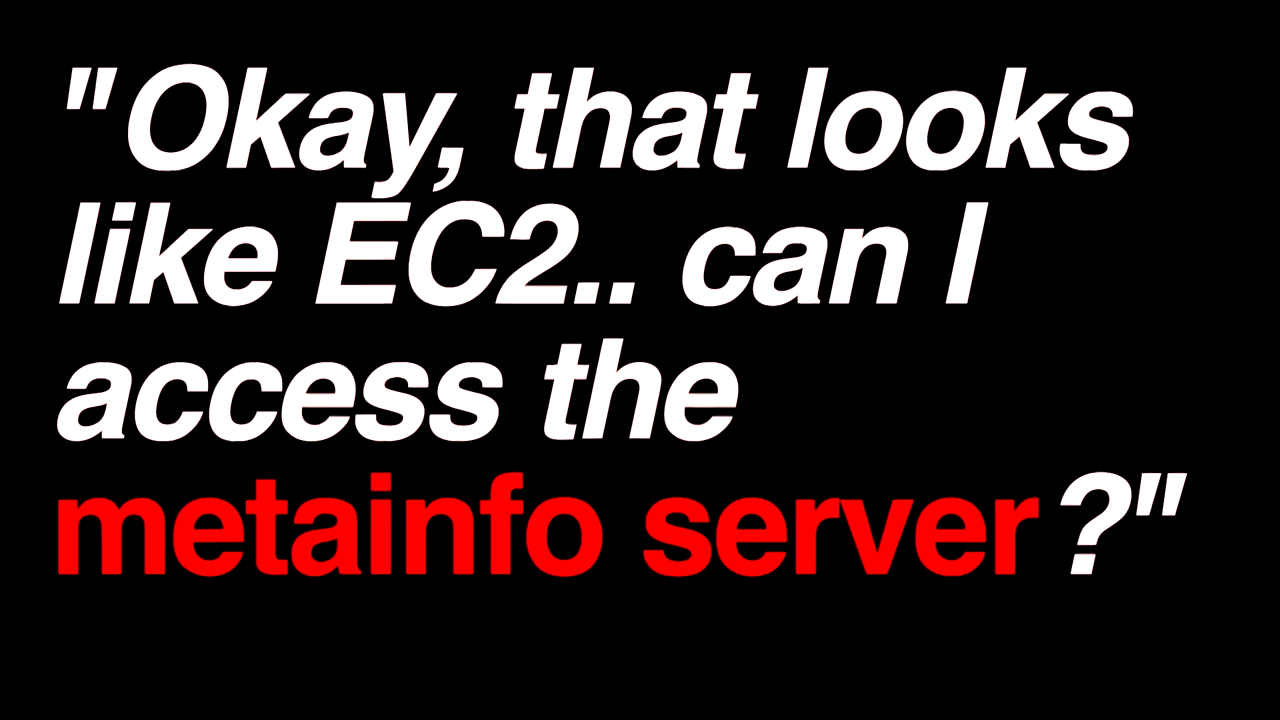 "Okay, that looks
like EC2.. can I
access the
metainfo server?"